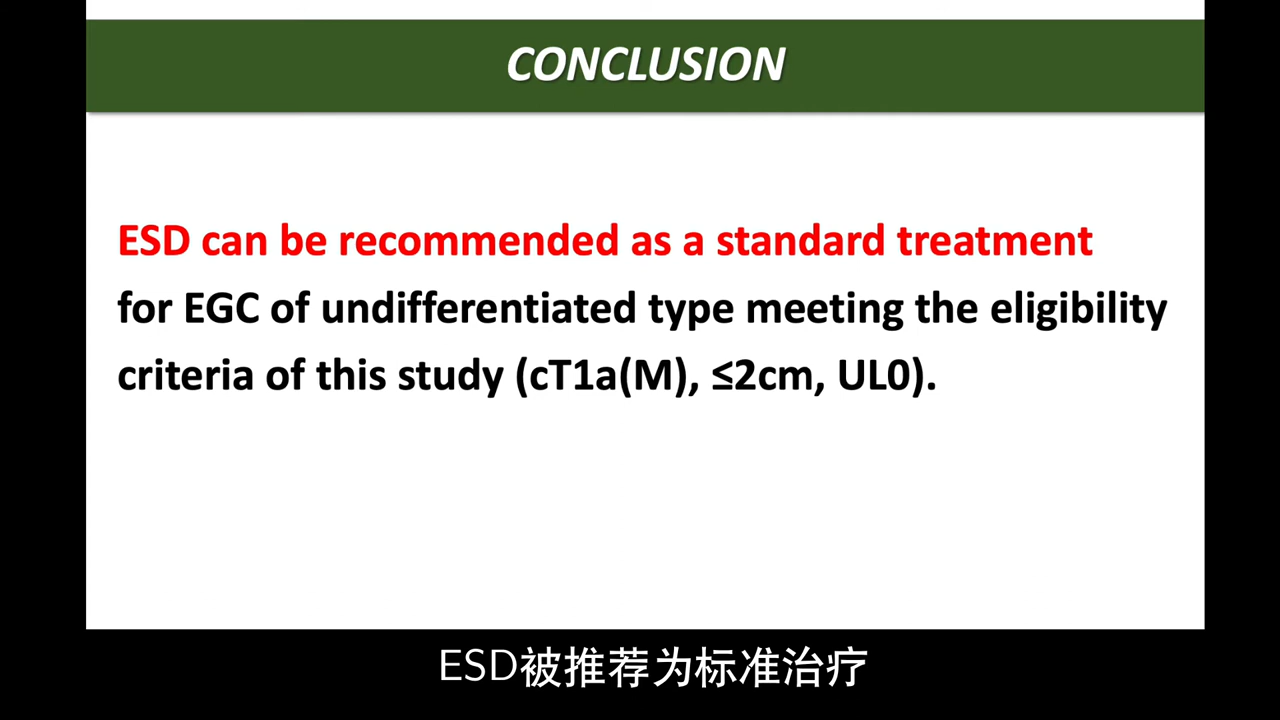 CONCLUSION
ESD can be recommended as a standard treatment
for EGC of undifferentiated type meeting the eligibility
criteria of this study (cT1a(M), ≤2cm, UL0).
ESD被推荐为标准治疗